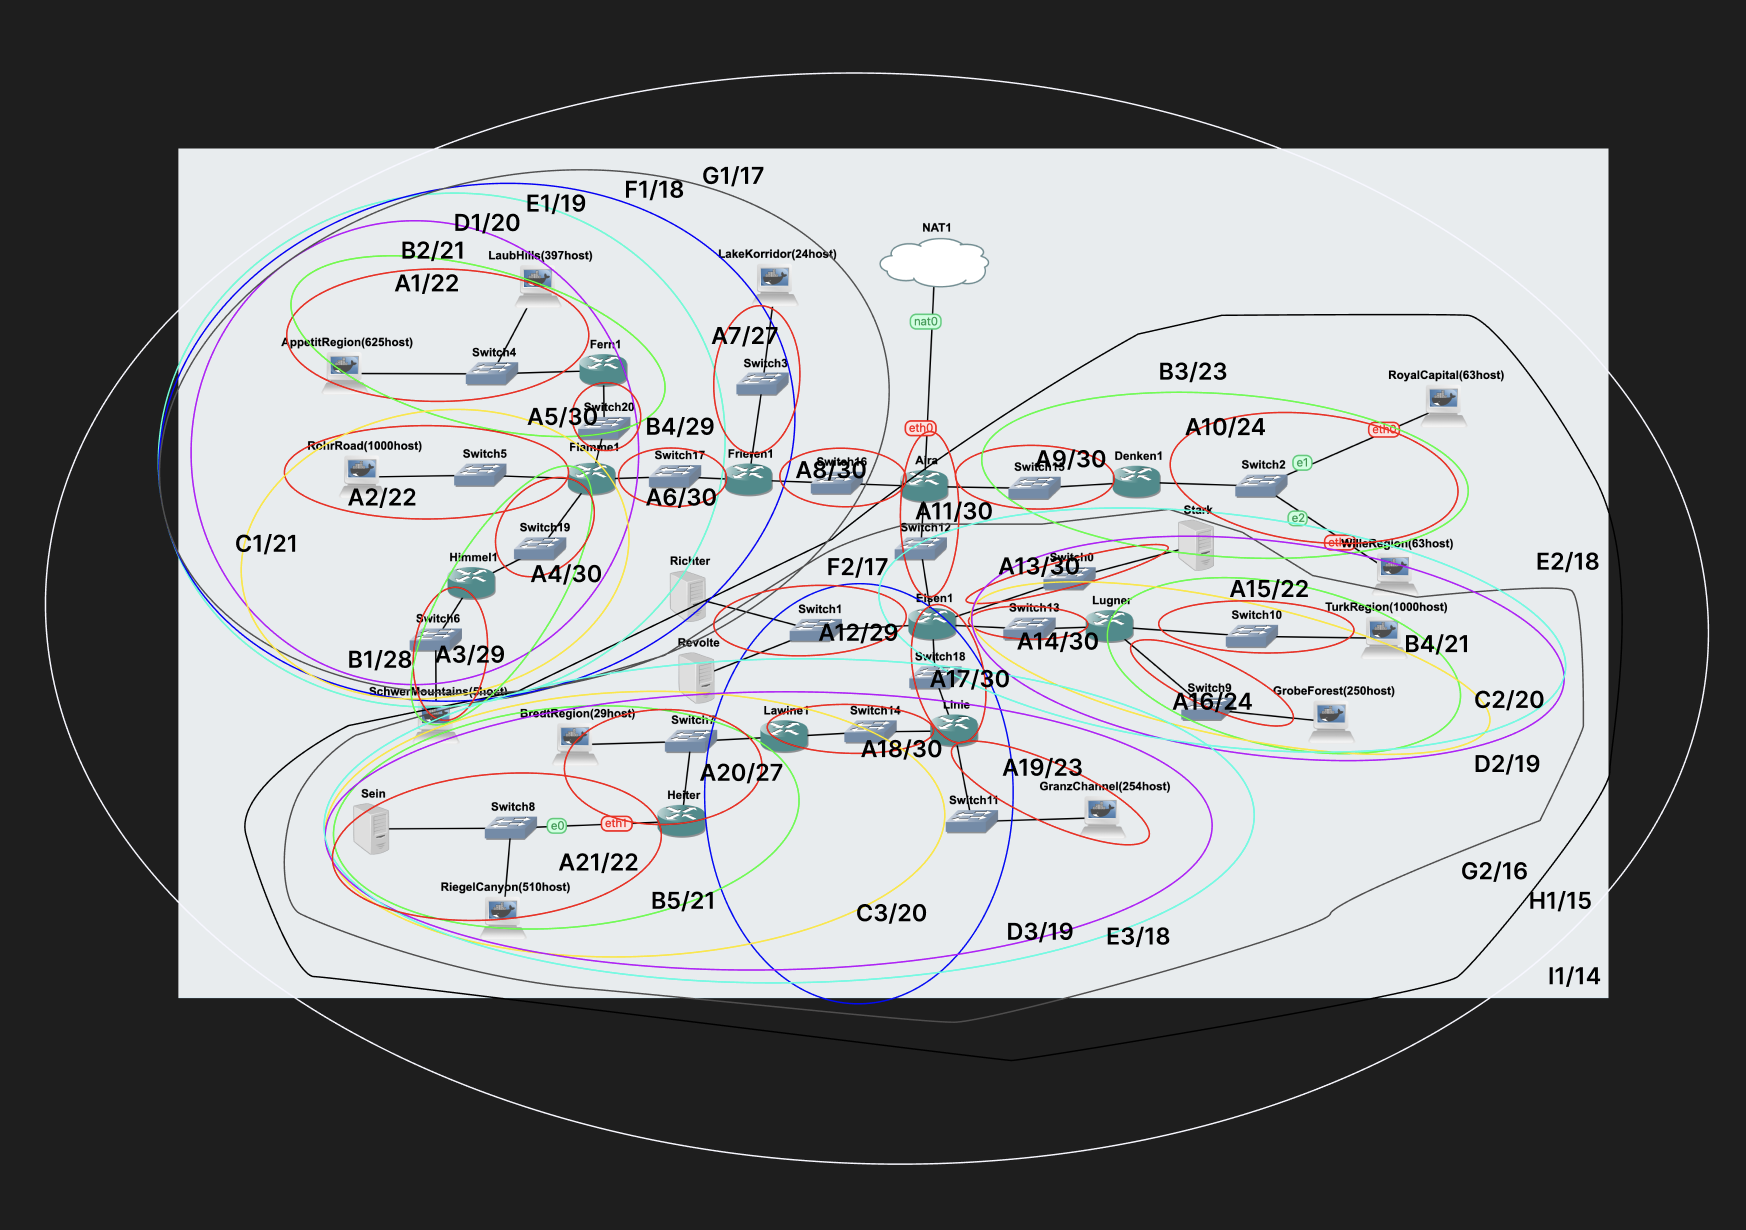 G1/17
F1/18
E1/19
D1/20
NAT1
B2/21
LaubHills(397host)
LakeKorridor(24host)
A1/22
nat0
A7/27
AppetitRegion(625host)
Switch4
Fern1
Switch3
B3/23
RoyalCapital(63host)
Switch20
A5/30
B4/29
eth0
A10/24
eth0
RohrRoad(1000host)
Switch5
Flamme1
Switch17
Frieren1
Switch16
A8/30
Aura
A9/30
Switch15
Denken1
Switch2
e1
A2/22
A6/30
A11/30
Stark
e2
Switch19
Switch12
C1/21
WilleRegion(63host)
Himmel1
Richter
F2/17
Switch0
A13/30
E2/18
A4/30
A15/22
Switch6
Switch1
Eisen1
Switch13
Lugner
Switch10
TurkRegion(1000host)
A12/29
A14/30
B4/21
B1/28
A3/29
Revolte
Switch18
A17/30
SchwerMountains(5host)
Switch9
GrobeForest(250host)
A16/24
C2/20
BredtRegion(29host)
Switch7
Lawine1
Switch14
Linie
A18/30
A20/27
A19/23
D2/19
GranzChannel(254host)
Sein
Switch8
Heiter
Switch11
e0
eth1
A21/22
G2/16
RiegelCanyon(510host)
B5/21
C3/20
H1/15
D3/19
E3/18
I1/14